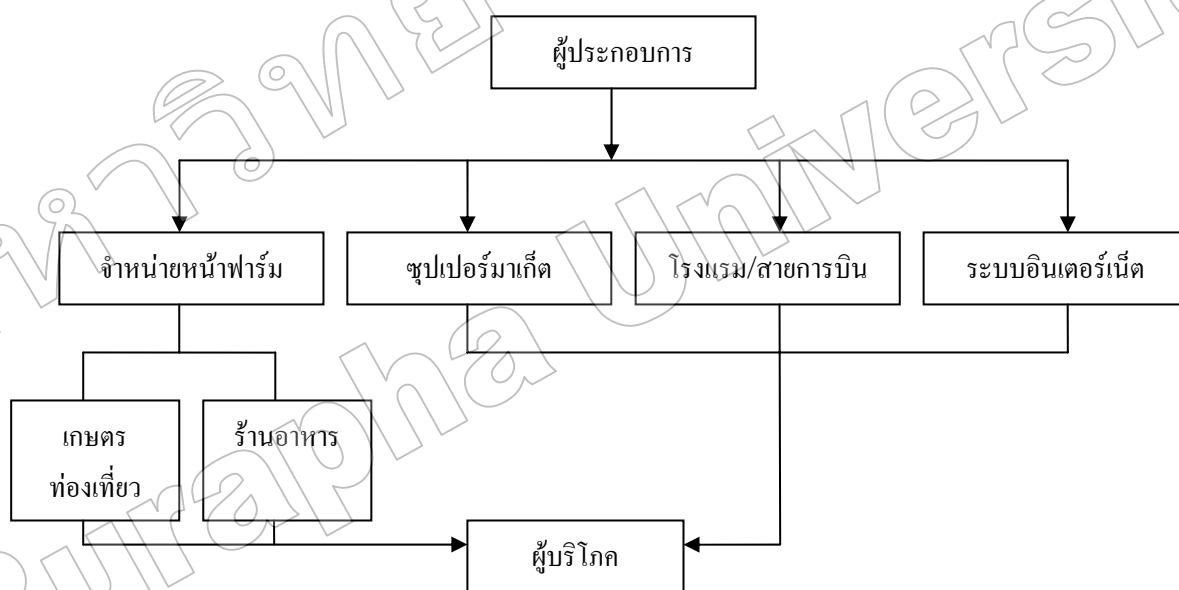 ผู้ประกอบการ
จำหน่ายหน้าฟาร์ม
ซุปเปอร์มาเก็ต
โรงแรม/สายการบิน
ระบบอินเตอร์เน็ต
เกษตร
ท่องเที่ยว
ร้านอาหาร
ผู้บริโภค
Burapha University